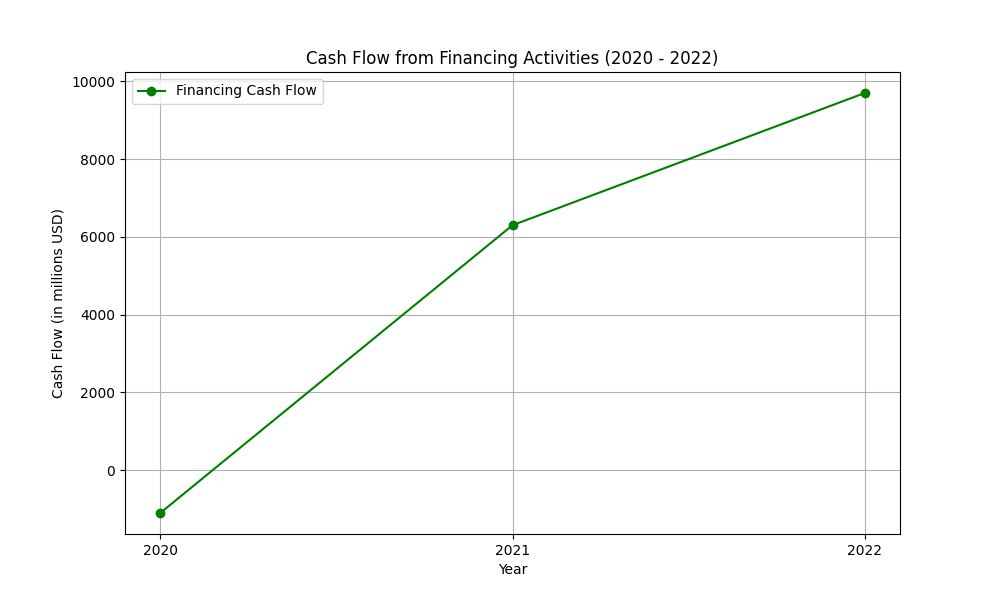 Cash Flow from Financing Activities (2020 - 2022)
Financing Cash Flow
Cash Flow (in millions USD)
10000
8000
6000
4000
2000
0
2020
2021
2022
Year